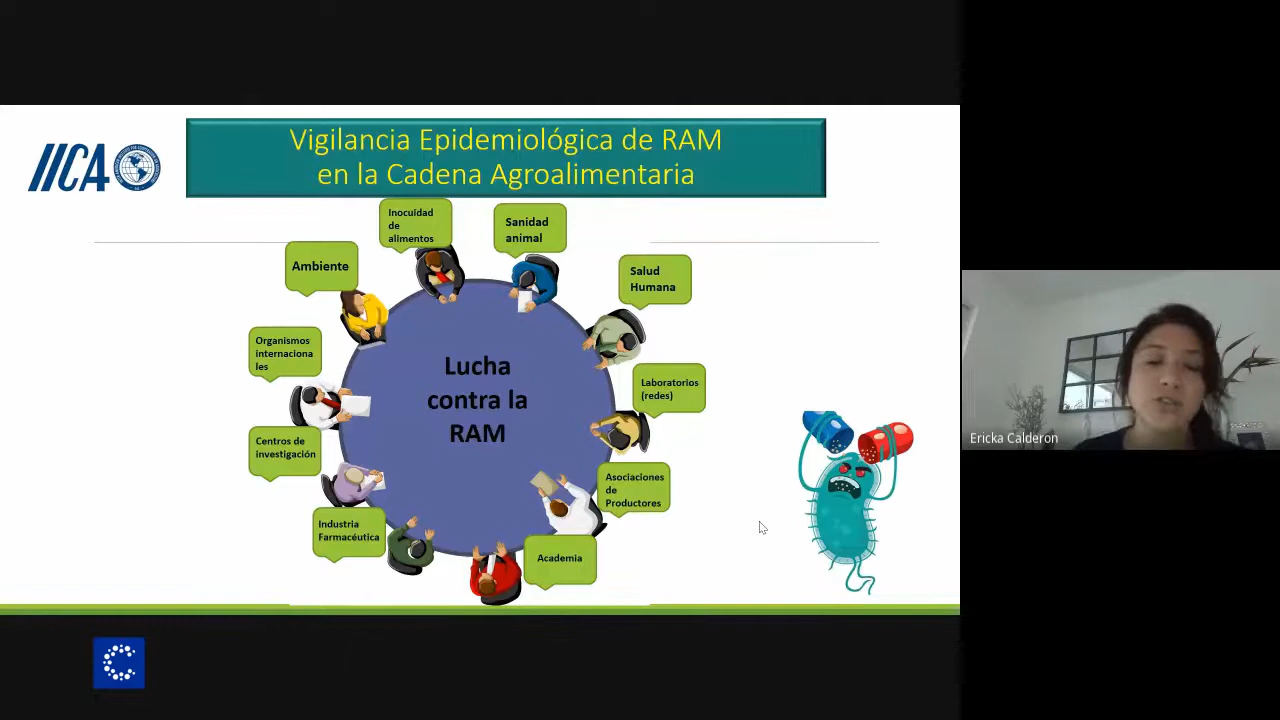 Vigilancia Epidemiológica de RAM
en la Cadena Agroalimentaria
IICA
Inocuidad
de
alimentos
Sanidad
animal
Ambiente
Salud
Humana
Organismos
internaciona
les
Lucha
contra la
RAM
Laboratorios
(redes)
Centros de
investigación
Asociaciones
de
Productores
Industria
Farmacéutica
Academia
Ericka Calderon